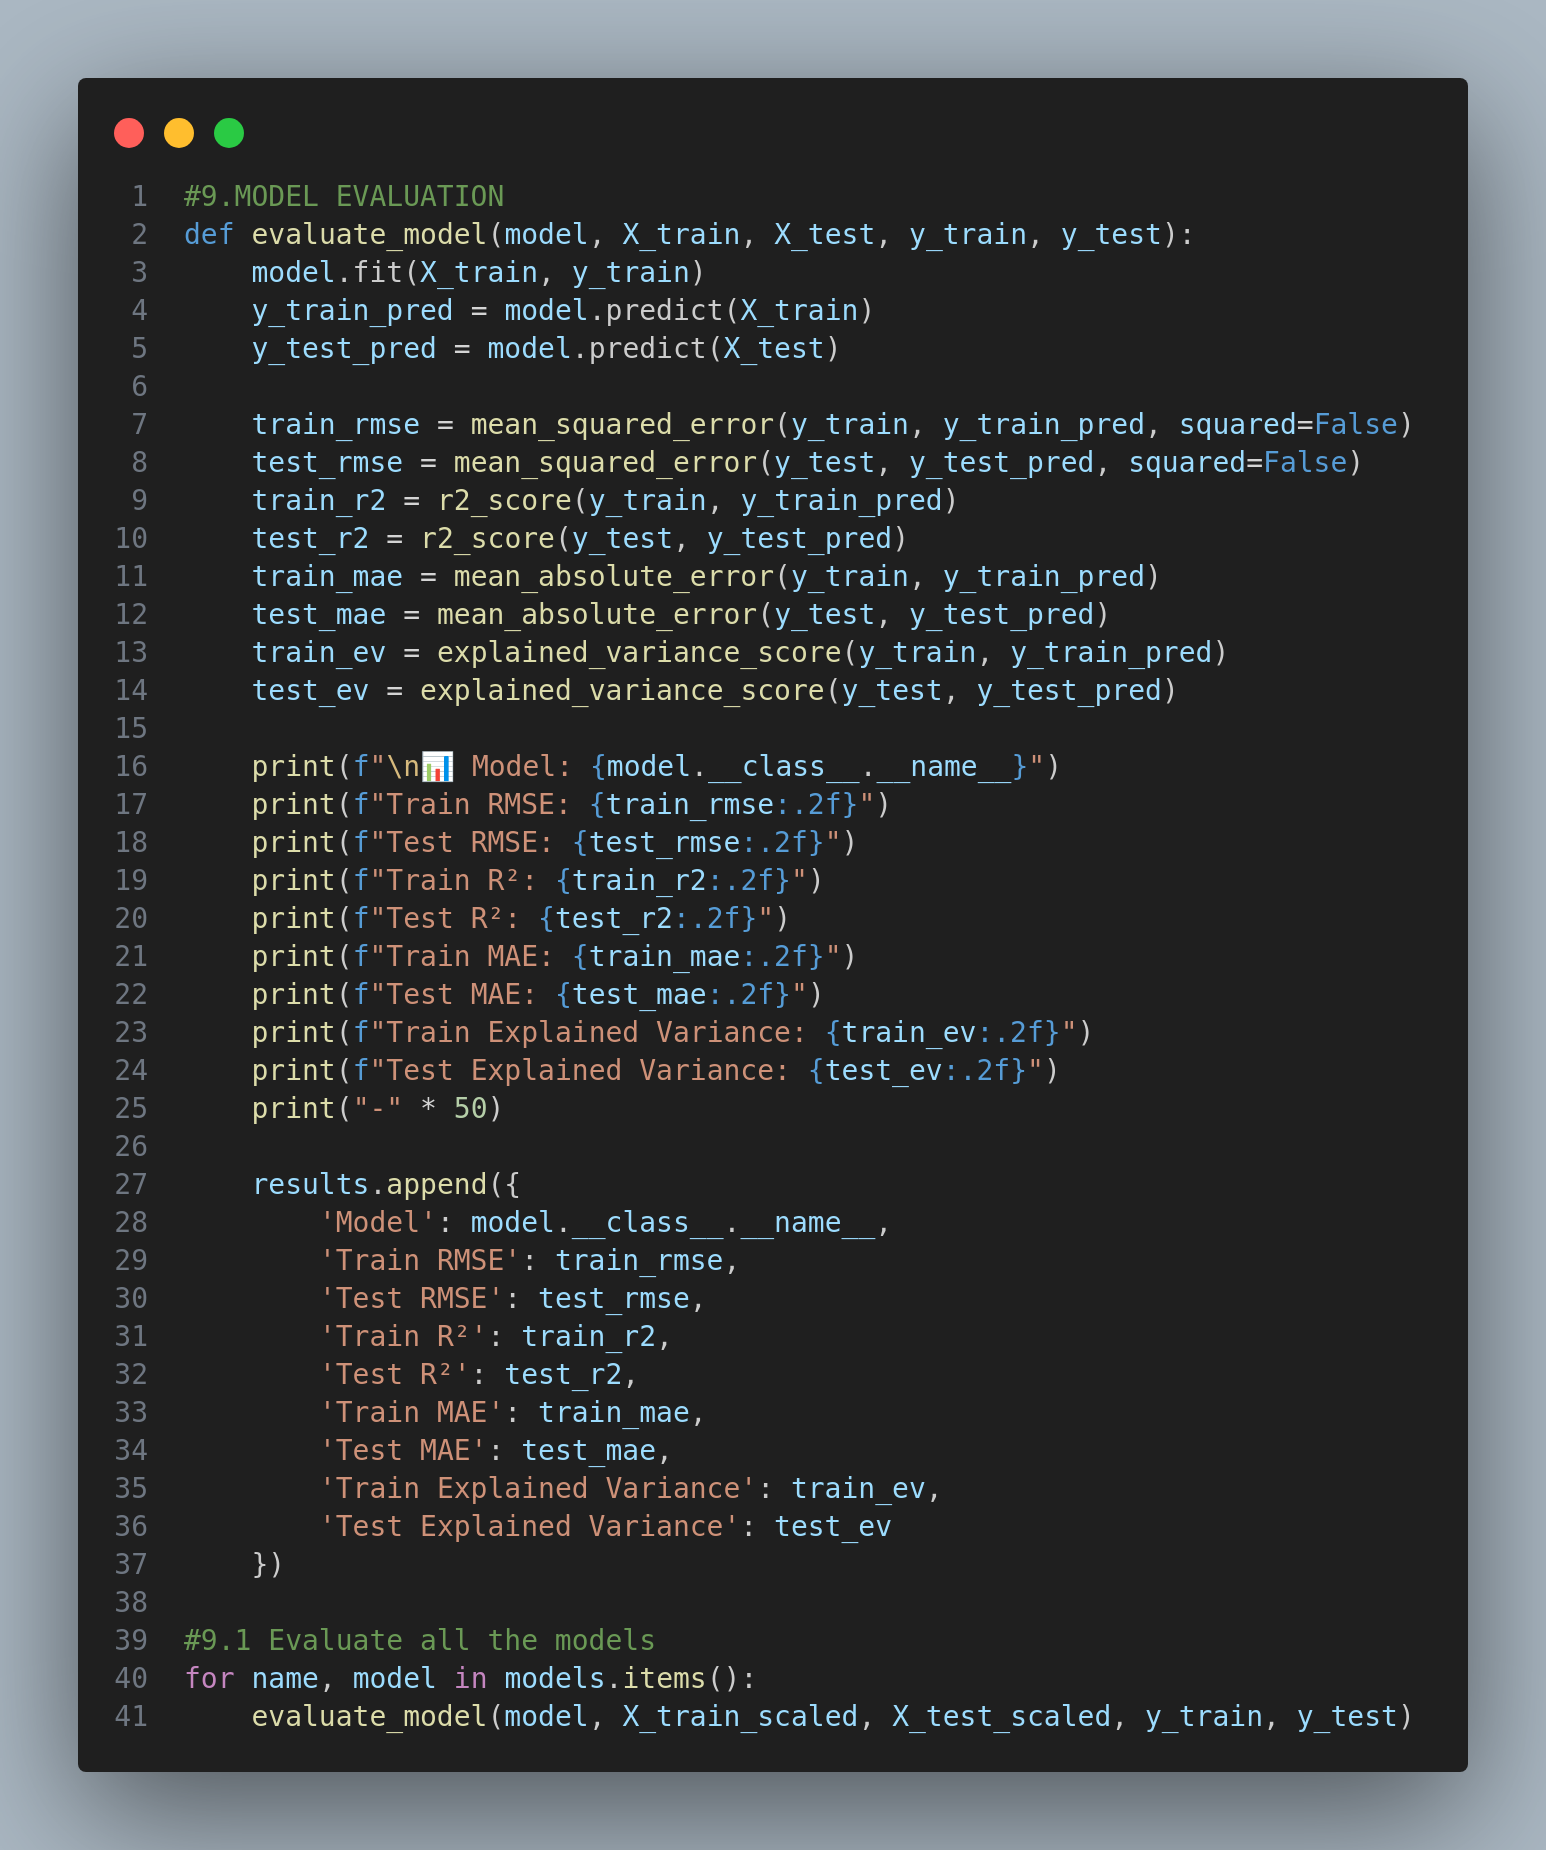 1 #9.MODEL EVALUATION
2 def evaluate_model(model, X_train, X_test, y_train, y_test):
3     model.fit(X_train, y_train)
4     y_train_pred = model.predict(X_train)
5     y_test_pred = model.predict(X_test)
6
7     train_rmse = mean_squared_error(y_train, y_train_pred, squared=False)
8     test_rmse = mean_squared_error(y_test, y_test_pred, squared=False)
9     train_r2 = r2_score(y_train, y_train_pred)
10     test_r2 = r2_score(y_test, y_test_pred)
11     train_mae = mean_absolute_error(y_train, y_train_pred)
12     test_mae = mean_absolute_error(y_test, y_test_pred)
13     train_ev = explained_variance_score(y_train, y_train_pred)
14     test_ev = explained_variance_score(y_test, y_test_pred)
15
16     print(f"\n📊 Model: {model.__class__.__name__}")
17     print(f"Train RMSE: {train_rmse:.2f}")
18     print(f"Test RMSE: {test_rmse:.2f}")
19     print(f"Train R²: {train_r2:.2f}")
20     print(f"Test R²: {test_r2:.2f}")
21     print(f"Train MAE: {train_mae:.2f}")
22     print(f"Test MAE: {test_mae:.2f}")
23     print(f"Train Explained Variance: {train_ev:.2f}")
24     print(f"Test Explained Variance: {test_ev:.2f}")
25     print("-" * 50)
26
27     results.append({
28         'Model': model.__class__.__name__,
29         'Train RMSE': train_rmse,
30         'Test RMSE': test_rmse,
31         'Train R²': train_r2,
32         'Test R²': test_r2,
33         'Train MAE': train_mae,
34         'Test MAE': test_mae,
35         'Train Explained Variance': train_ev,
36         'Test Explained Variance': test_ev
37     })
38
39 #9.1 Evaluate all the models
40 for name, model in models.items():
41     evaluate_model(model, X_train_scaled, X_test_scaled, y_train, y_test)